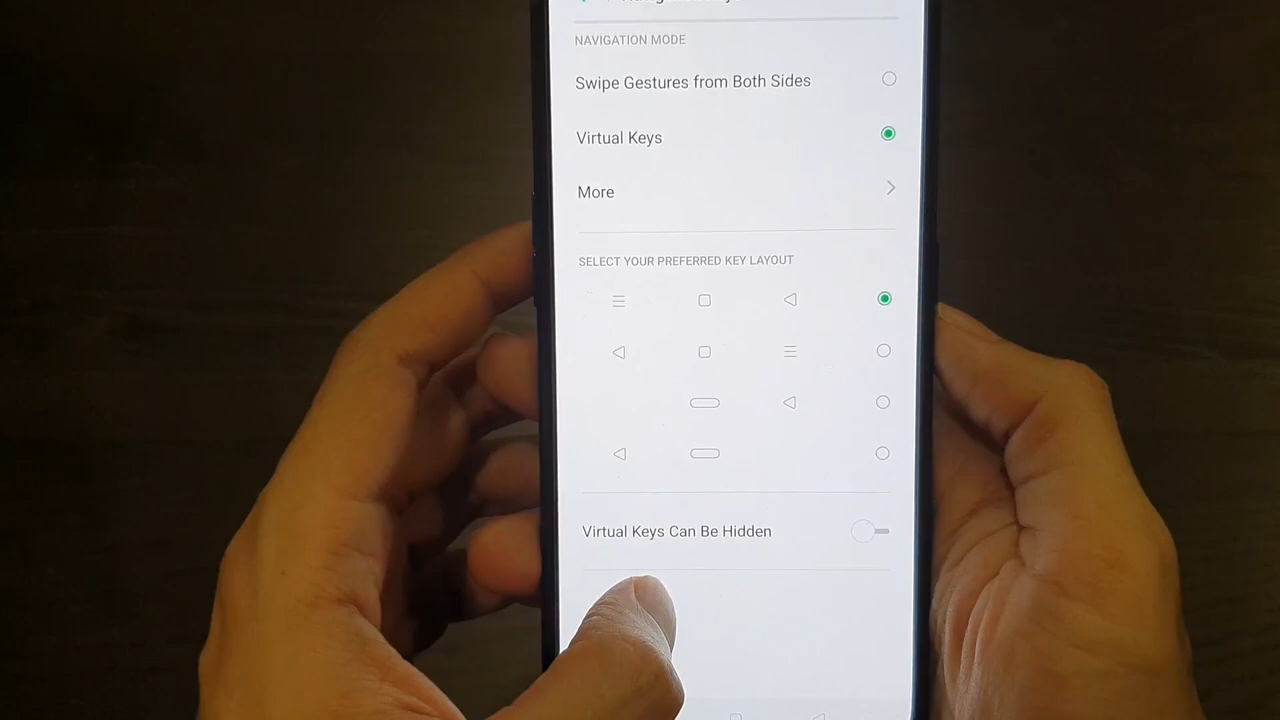 NAVIGATION MODE
Swipe Gestures from Both Sides
Virtual Keys
More
SELECT YOUR PREFERRED KEY LAYOUT
Virtual Keys Can Be Hidden